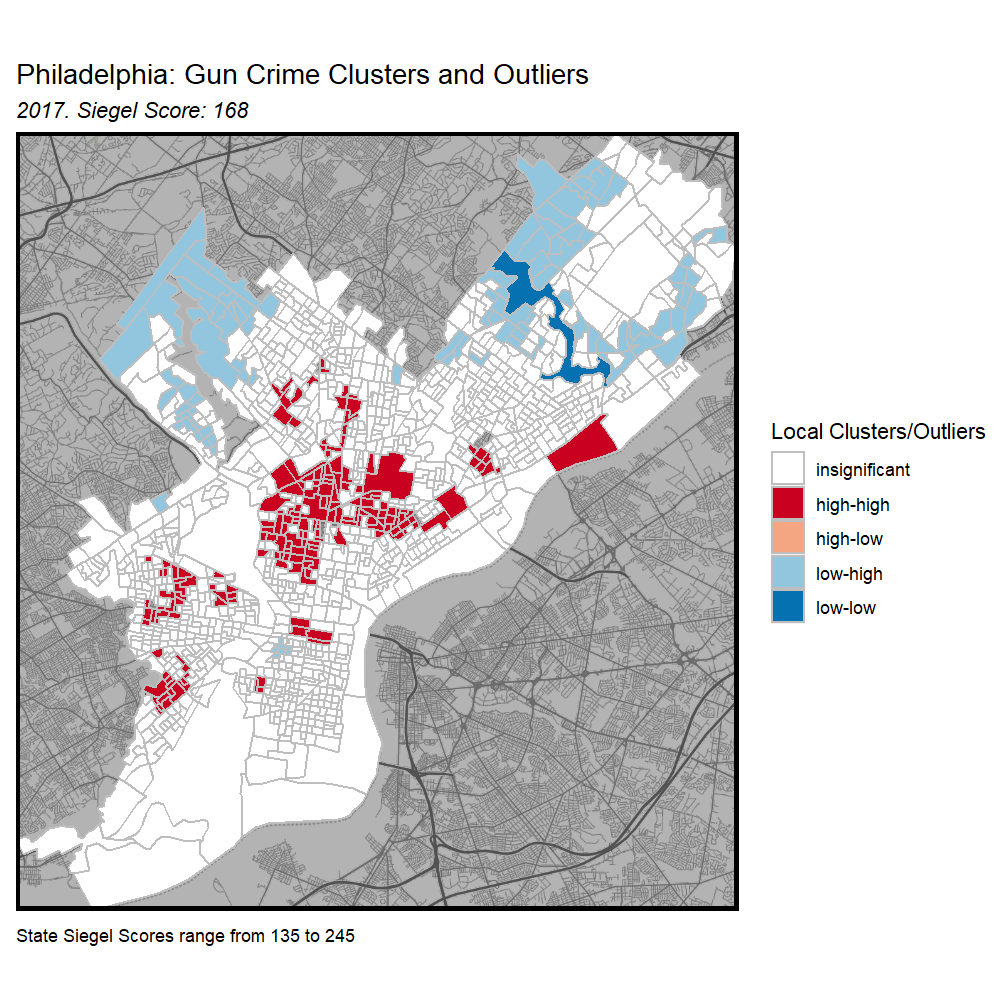 Philadelphia: Gun Crime Clusters and Outliers
2017. Siegel Score: 168
Local Clusters/Outliers
insignificant
high-high
high-low
low-high
low-low
State Siegel Scores range from 135 to 245